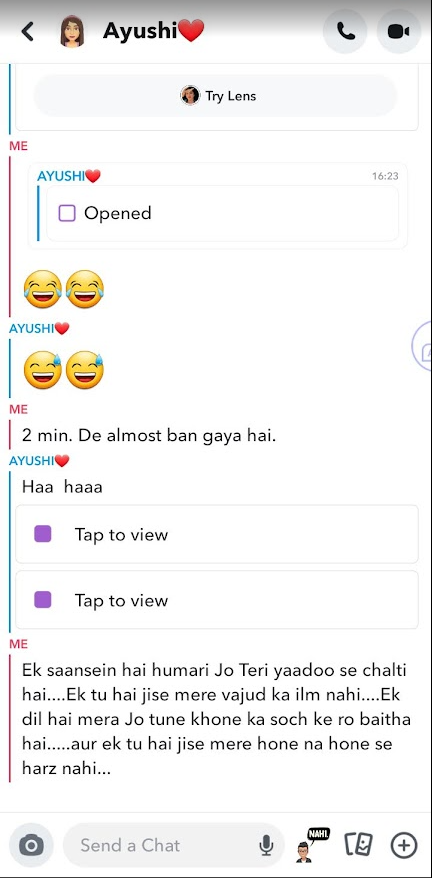 Ayushi❤️
Try Lens
ME
AYUSHI❤️ 16:23
Opened
😂😂
AYUSHI❤️
😅😅
ME
2 min. De almost ban gaya hai.
AYUSHI❤️
Haa haaa
Tap to view
Tap to view
ME
Ek saansein hai humari Jo Teri yaadoo se chalti
hai....Ek tu hai jise mere vajud ka ilm nahi....Ek
dil hai mera Jo tune khone ka soch ke ro baitha
hai.....aur ek tu hai jise mere hone na hone se
harz nahi...
NAHI.
Send a Chat